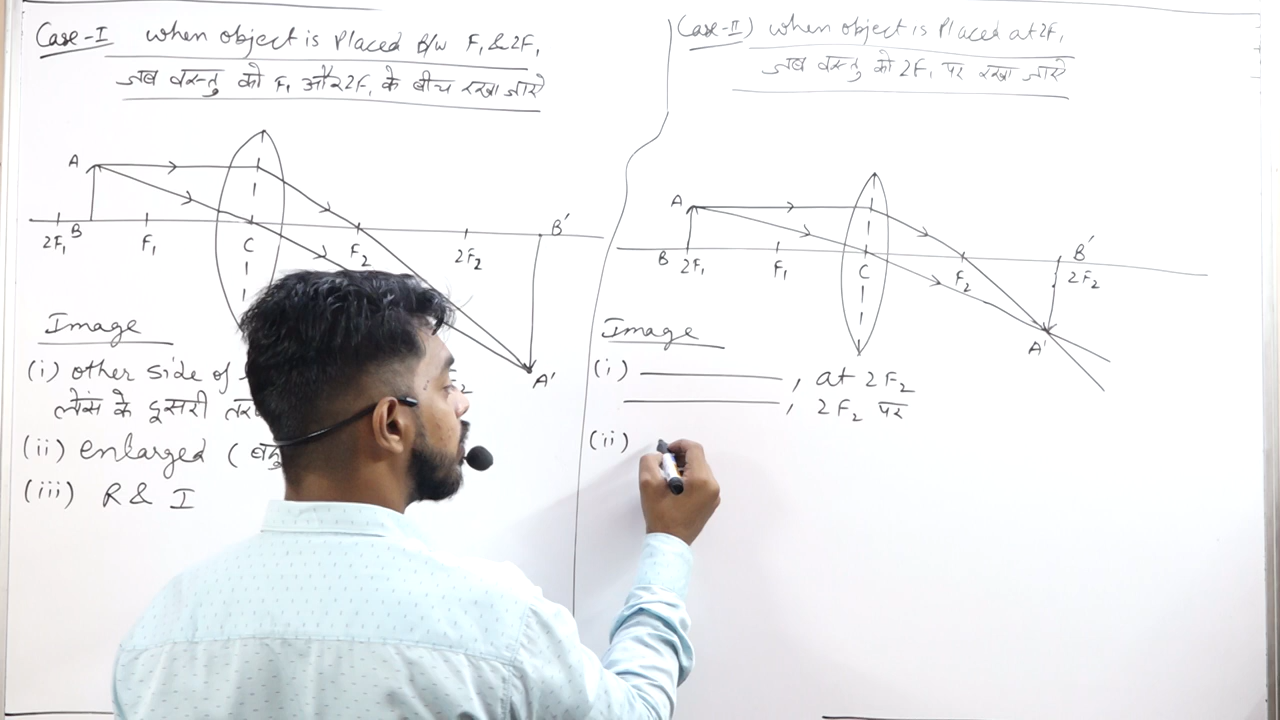 Case-I when object is Placed B/w F₁ & 2F₁
जब वस्तु को F₁ और 2F₁ के बीच रखा जाये
A
2F₁ B F₁ C F₂ 2F₂ B′
A′
Image
(i) other side of
लेंस के दूसरी
(ii) enlarged (
(iii) R & I
Case-II) when object is Placed at 2F₁
जब वस्तु को 2F₁ पर रखा जाये
A
B 2F₁ F₁ C F₂ B′ 2F₂
A′
Image
(i) , at 2F₂
, 2F₂ पर
(ii)